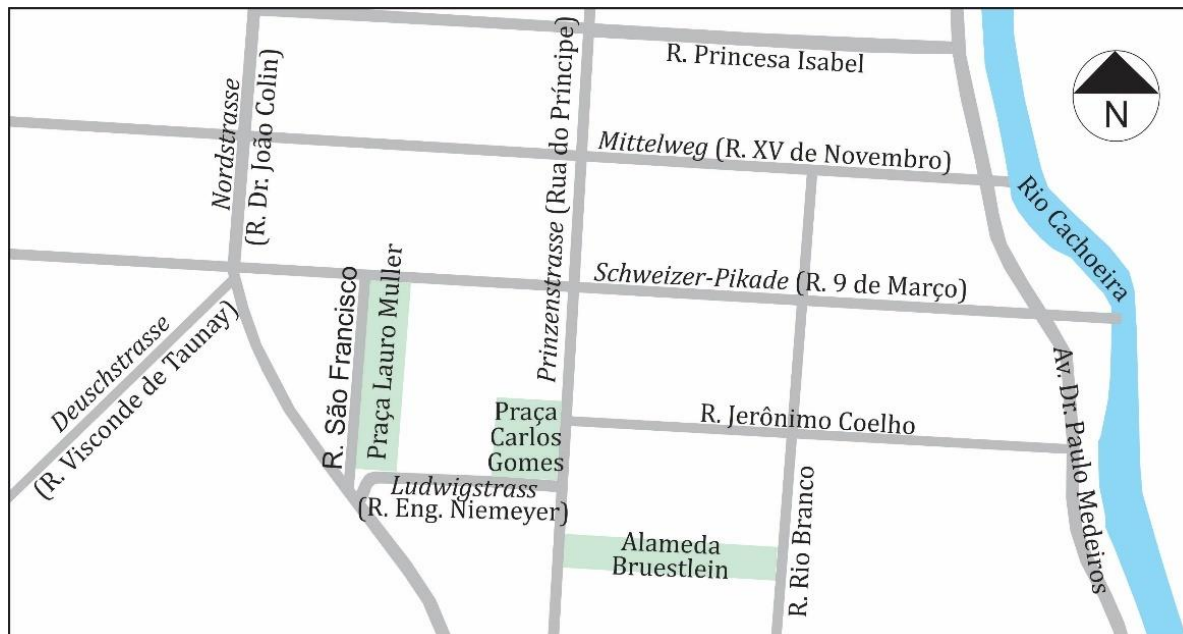 R. Princesa Isabel
N
Nordstrasse
(R. Dr. João Colin)
Mittelweg (R. XV de Novembro)
Prinzenstrasse (Rua do Príncipe)
Rio Cachoeira
Schweizer-Pikade (R. 9 de Março)
Deuschstrasse
(R. Visconde de Taunay)
R. São Francisco
Praça Lauro Muller
Praça
Carlos
Gomes
R. Jerônimo Coelho
Av. Dr. Paulo Medeiros
Ludwigstrass
(R. Eng. Niemeyer)
Alameda
Bruestlein
R. Rio Branco